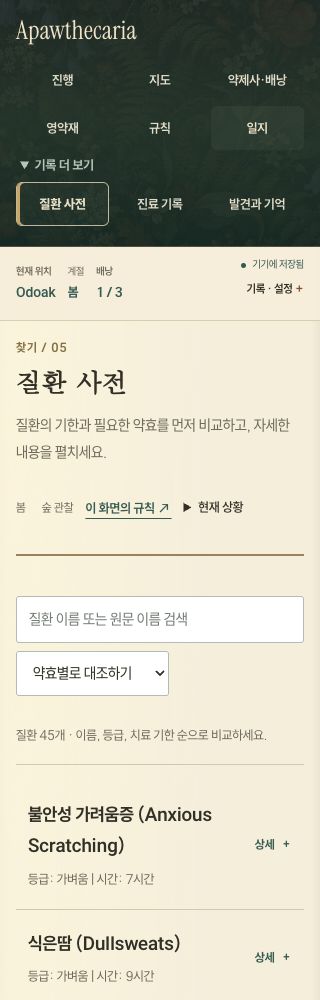 Apawthecaria
진행 지도 약제사·배낭
영약재 규칙 일지
▼ 기록 더 보기
질환 사전 진료 기록 발견과 기억
현재 위치 계절 배낭 ● 기기에 저장됨
Odoak 봄 1 / 3 기록 · 설정 +
찾기 / 05
질환 사전
질환의 기한과 필요한 약효를 먼저 비교하고, 자세한
내용을 펼치세요.
봄 숲 관찰 이 화면의 규칙 ↗ ▶ 현재 상황
질환 이름 또는 원문 이름 검색
약효별로 대조하기
질환 45개 · 이름, 등급, 치료 기한 순으로 비교하세요.
불안성 가려움증 (Anxious
Scratching)
상세 +
등급: 가벼움 | 시간: 7시간
식은땀 (Dullsweats)
상세 +
등급: 가벼움 | 시간: 9시간